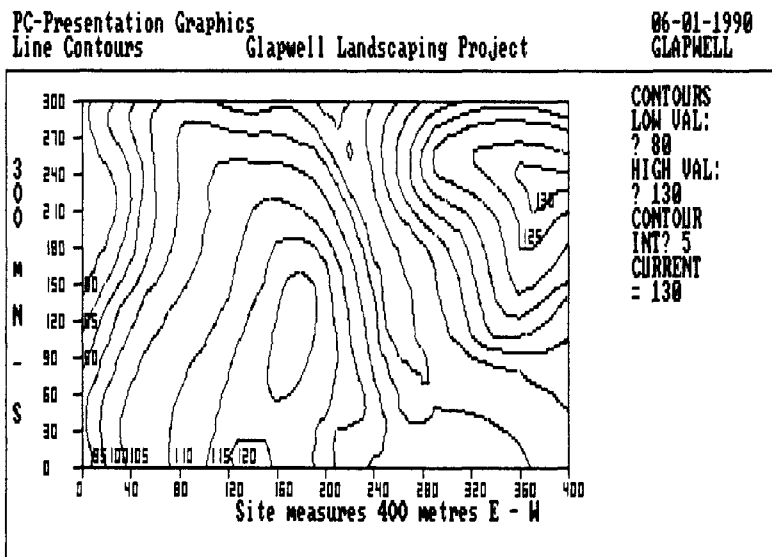 PC-Presentation Graphics 06-01-1990
Line Contours Glapwell Landscaping Project GLAPWELL
CONTOURS
LOW VAL:
? 80
HIGH VAL:
? 130
CONTOUR
INT? 5
CURRENT
= 130
300 M N - S
300
270
240
210
180
150
120
90
60
30
0
130
125
80
85
90
95 100 105 110 115 120
0 40 80 120 160 200 240 280 320 360 400
Site measures 400 metres E - W